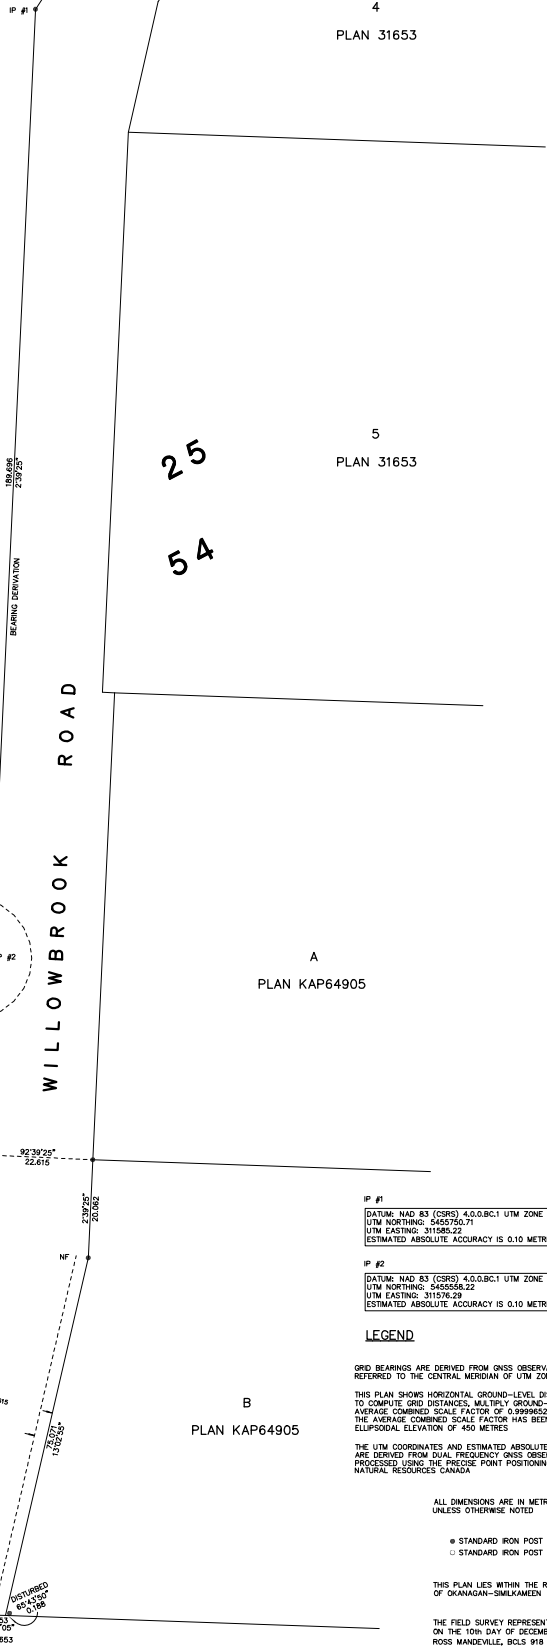 IP #1
4
PLAN 31653
5
PLAN 31653
25
54
189.696
2°39'25"
BEARING DERIVATION
WILLOWBROOK ROAD
#2
A
PLAN KAP64905
92°39'25"
22.615
2°39'25"
20.062
NF
IP #1
DATUM: NAD 83 (CSRS) 4.0.0.BC.1 UTM ZONE
UTM NORTHING: 5455750.71
UTM EASTING: 311585.22
ESTIMATED ABSOLUTE ACCURACY IS 0.10 METR
IP #2
DATUM: NAD 83 (CSRS) 4.0.0.BC.1 UTM ZONE
UTM NORTHING: 5455558.22
UTM EASTING: 311576.29
ESTIMATED ABSOLUTE ACCURACY IS 0.10 METR
LEGEND
GRID BEARINGS ARE DERIVED FROM GNSS OBSERV
REFERRED TO THE CENTRAL MERIDIAN OF UTM ZO
THIS PLAN SHOWS HORIZONTAL GROUND-LEVEL DI
TO COMPUTE GRID DISTANCES, MULTIPLY GROUND-
AVERAGE COMBINED SCALE FACTOR OF 0.9999652
THE AVERAGE COMBINED SCALE FACTOR HAS BEEN
ELLIPSOIDAL ELEVATION OF 450 METRES
THE UTM COORDINATES AND ESTIMATED ABSOLUTE
ARE DERIVED FROM DUAL FREQUENCY GNSS OBSE
PROCESSED USING THE PRECISE POINT POSITIONIN
NATURAL RESOURCES CANADA
B
PLAN KAP64905
75.071
13°02'55"
ALL DIMENSIONS ARE IN METR
UNLESS OTHERWISE NOTED
STANDARD IRON POST
STANDARD IRON POST
THIS PLAN LIES WITHIN THE R
OF OKANAGAN-SIMILKAMEEN
DISTURBED
65°43'50"
0.188
THE FIELD SURVEY REPRESENT
ON THE 10th DAY OF DECEMB
ROSS MANDEVILLE, BCLS 918
53
'05"
653